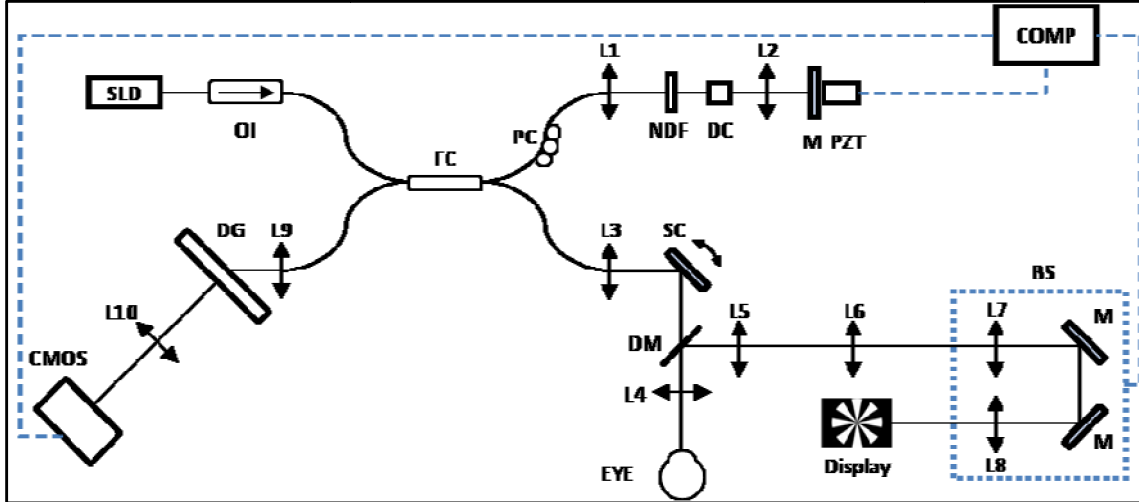 COMP
L1
L2
SLD
OI
PC
NDF
DC
M
PZT
FC
DG
L9
L3
SC
BS
L10
L5
L6
L7
M
DM
CMOS
L4
M
Display
L8
EYE